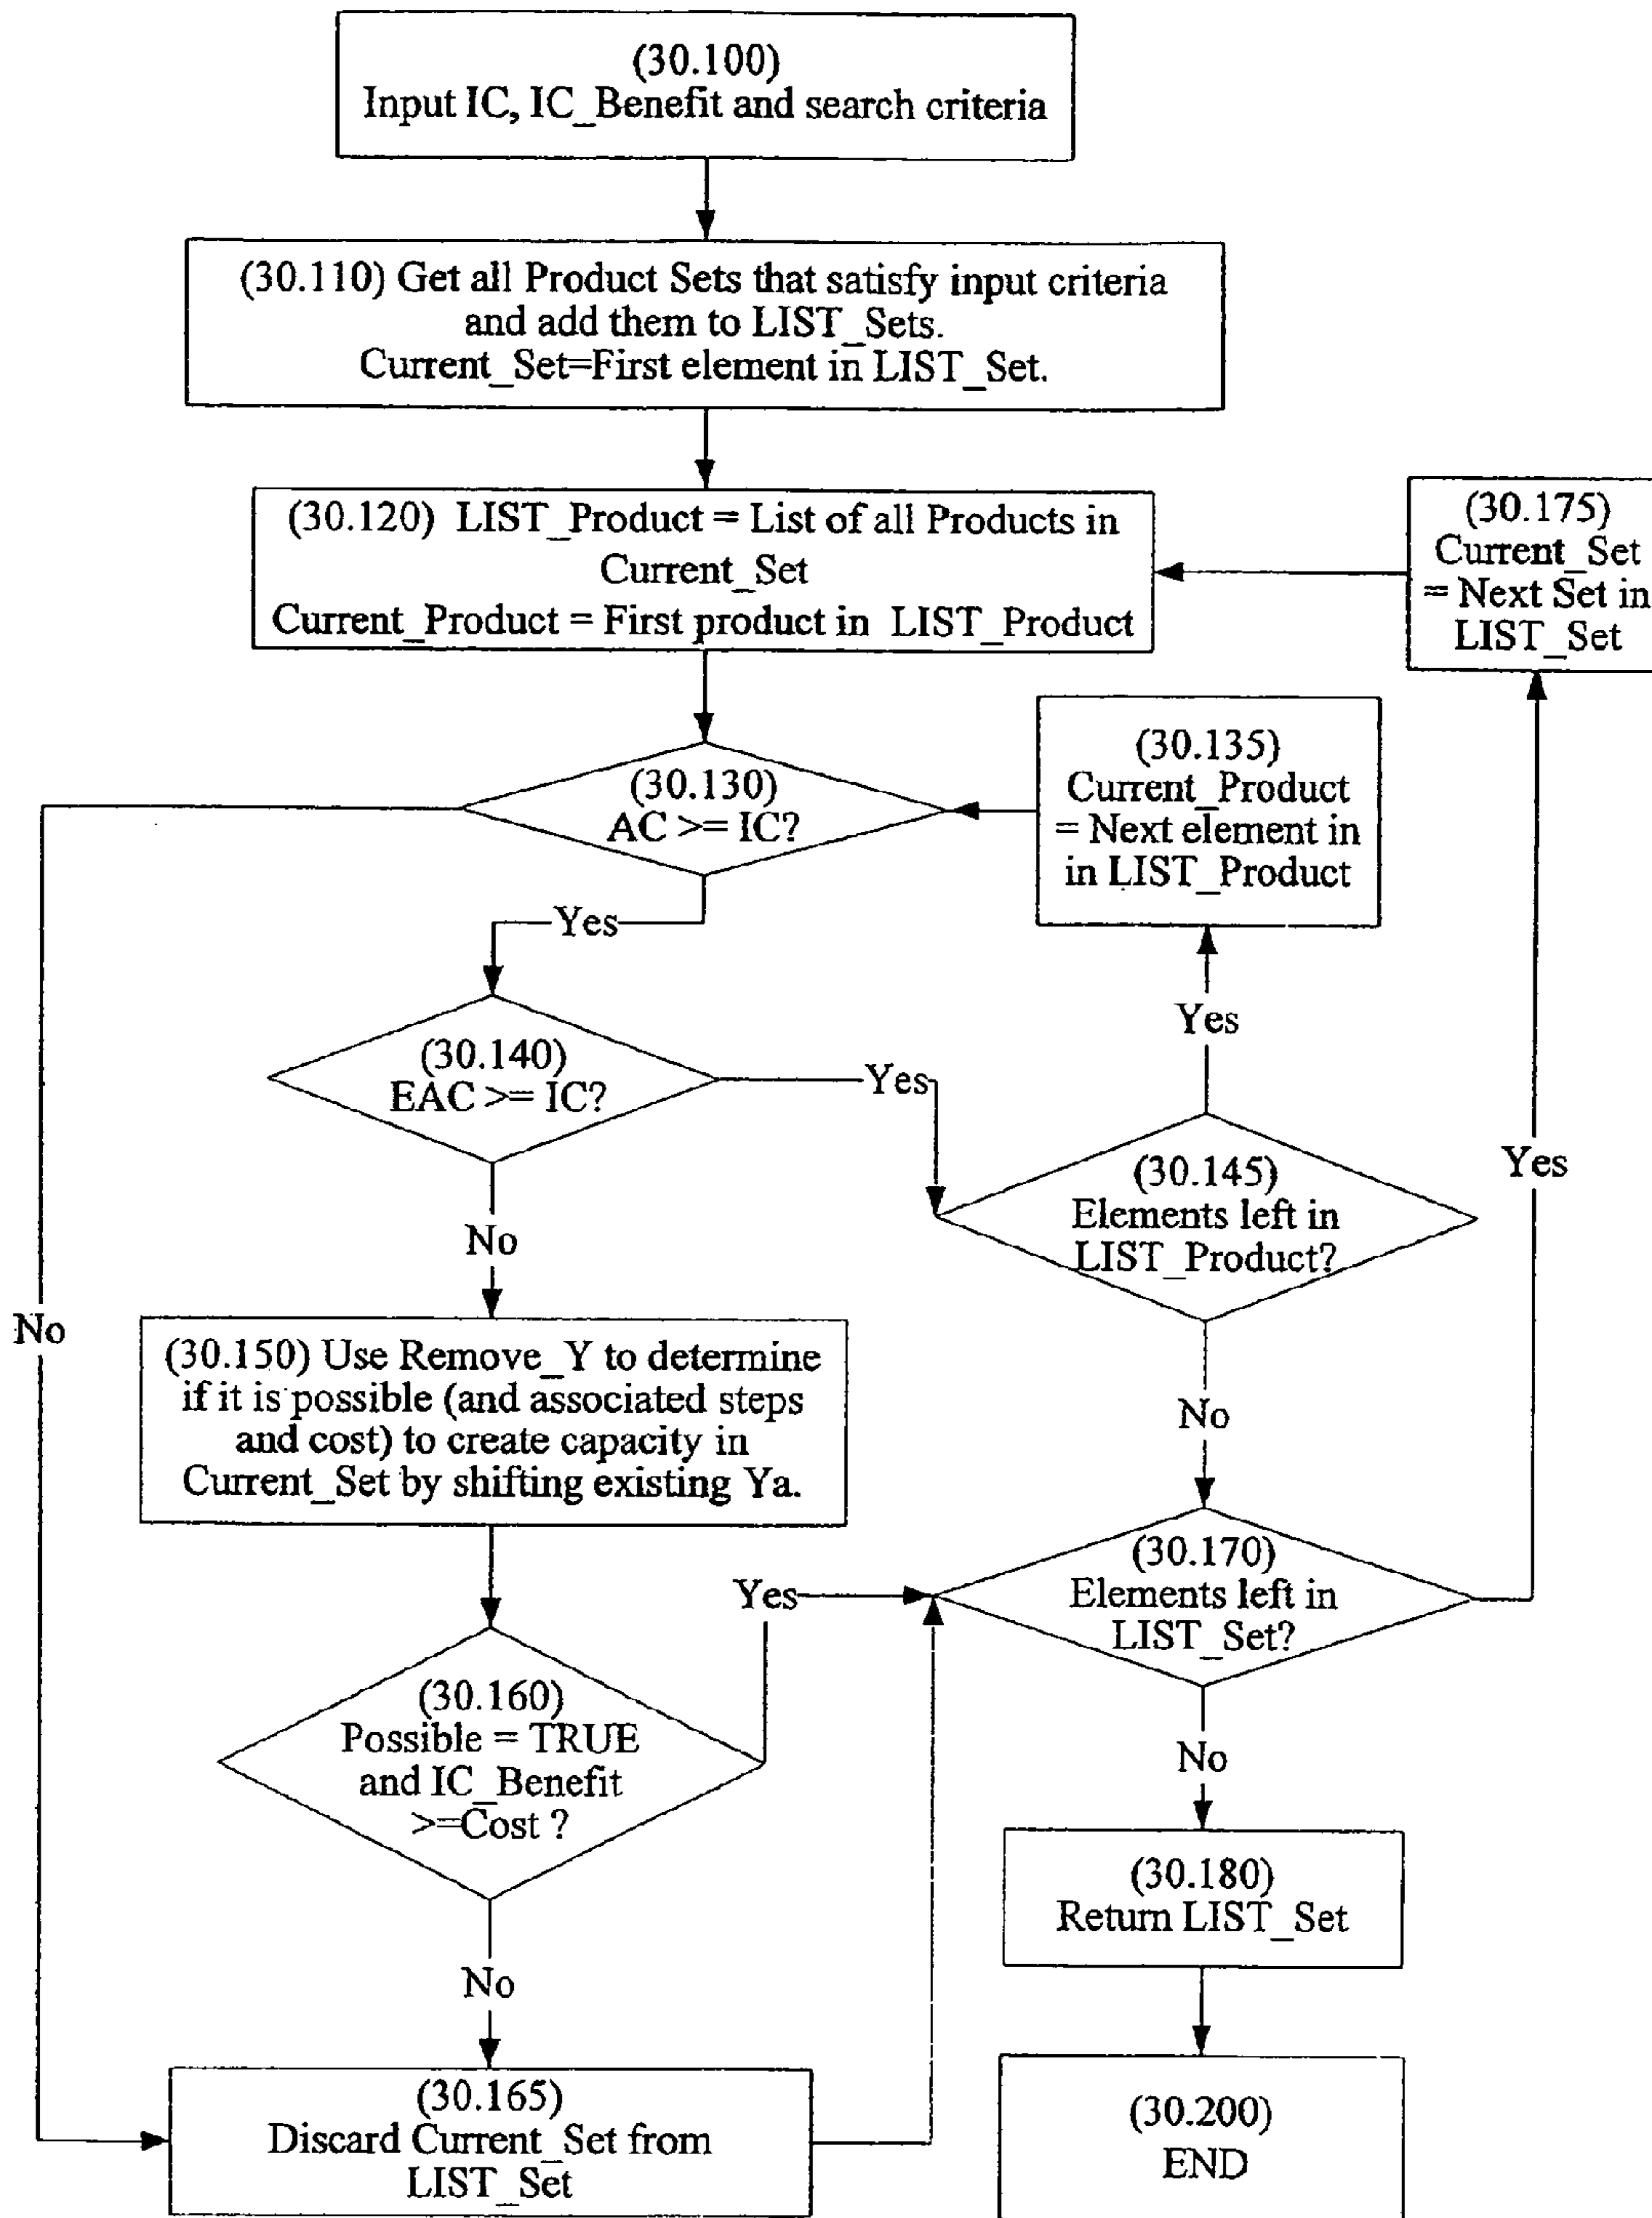 (30.100)
Input IC, IC_Benefit and search criteria
(30.110) Get all Product Sets that satisfy input criteria
and add them to LIST_Sets.
Current_Set=First element in LIST_Set.
(30.120) LIST_Product = List of all Products in
Current_Set
Current_Product = First product in LIST_Product
(30.175)
Current_Set
= Next Set in
LIST_Set
(30.130)
AC >= IC?
(30.135)
Current_Product
= Next element in
in LIST_Product
Yes
(30.140)
EAC >= IC?
Yes
Yes
(30.145)
Elements left in
LIST_Product?
Yes
No
No
(30.150) Use Remove_Y to determine
if it is possible (and associated steps
and cost) to create capacity in
Current_Set by shifting existing Ya.
No
(30.160)
Possible = TRUE
and IC_Benefit
>=Cost ?
Yes
(30.170)
Elements left in
LIST_Set?
No
No
(30.180)
Return LIST_Set
(30.165)
Discard Current_Set from
LIST_Set
(30.200)
END